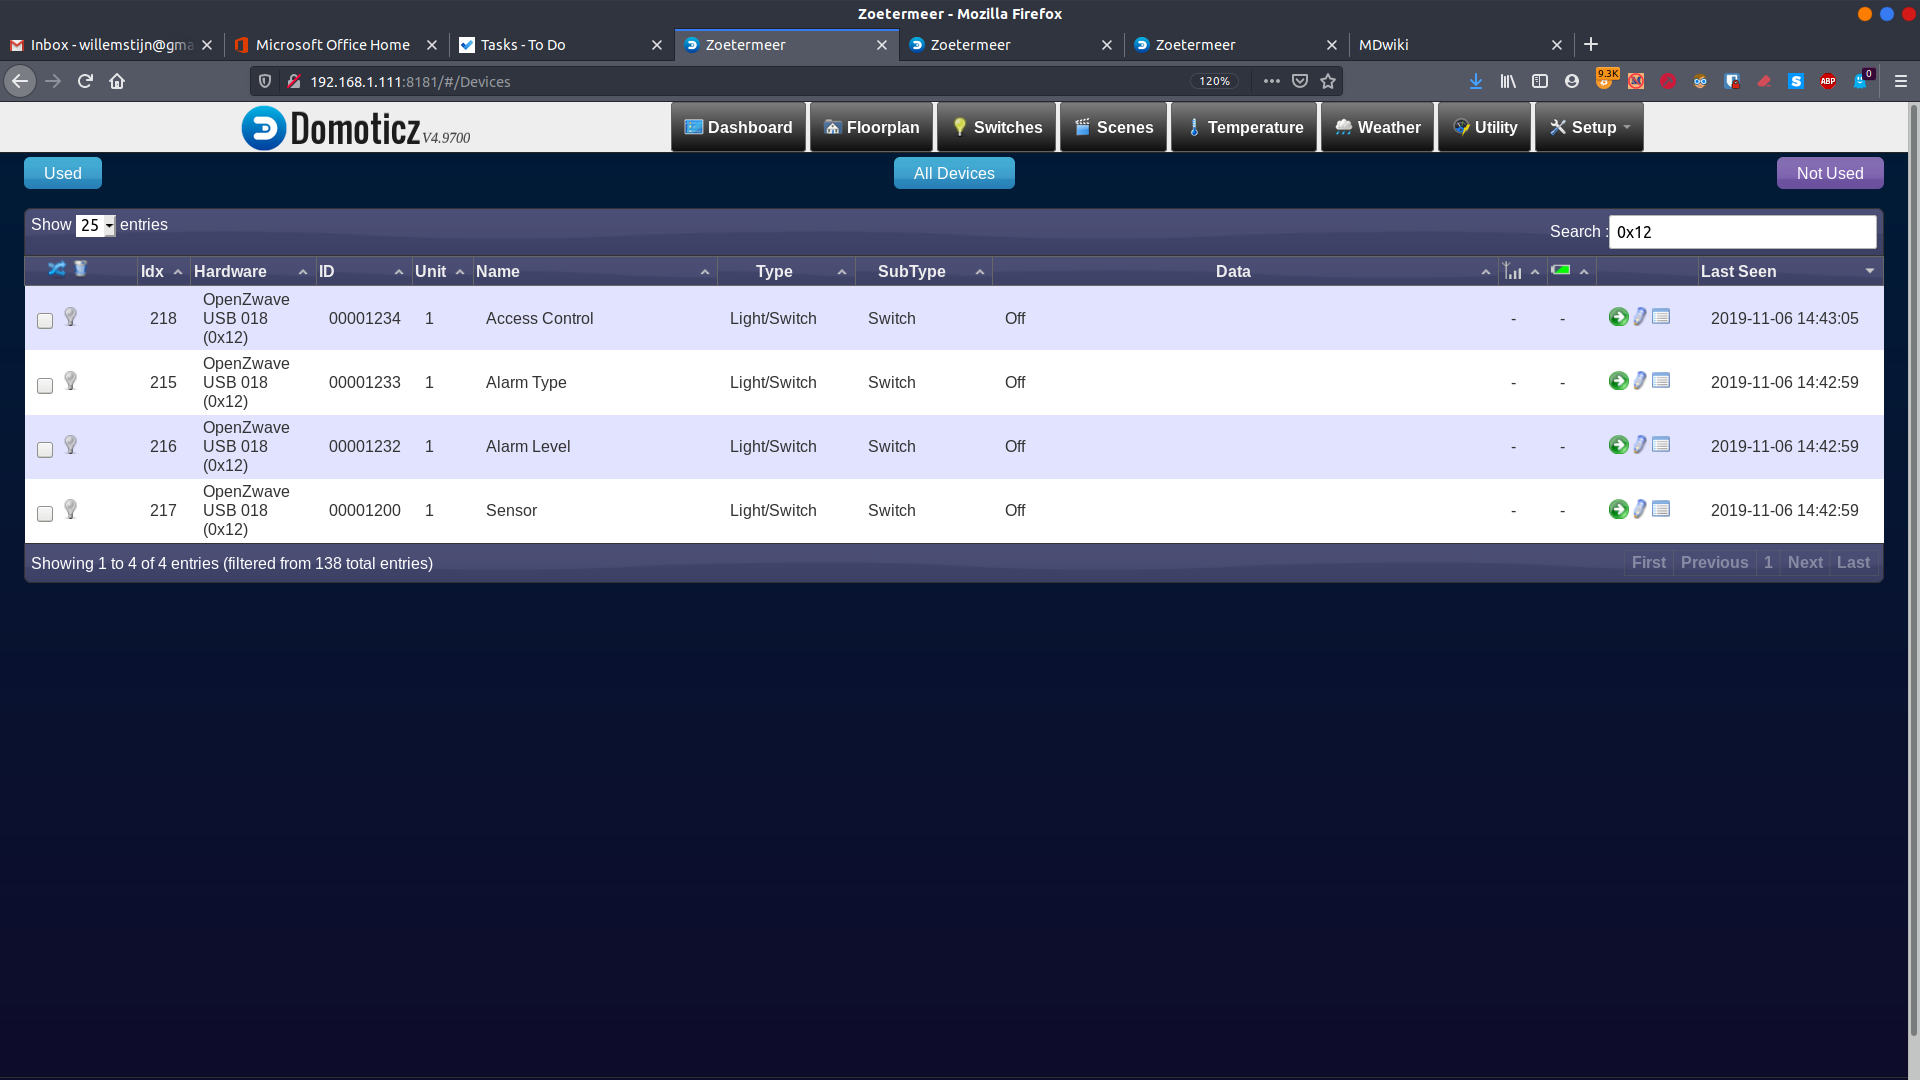 Zoetermeer - Mozilla Firefox
Inbox - willemstijn@gma
Microsoft Office Home
Tasks - To Do
Zoetermeer
Zoetermeer
Zoetermeer
MDwiki
192.168.1.111:8181/#/Devices
120%
9.3K
S
ABP
0
Domoticz V4.9700
Dashboard
Floorplan
Switches
Scenes
Temperature
Weather
Utility
Setup
Used
All Devices
Not Used
Show 25 entries
Search : 0x12
Idx Hardware ID Unit Name Type SubType Data Last Seen
218 OpenZwave USB 018 (0x12) 00001234 1 Access Control Light/Switch Switch Off - - 2019-11-06 14:43:05
215 OpenZwave USB 018 (0x12) 00001233 1 Alarm Type Light/Switch Switch Off - - 2019-11-06 14:42:59
216 OpenZwave USB 018 (0x12) 00001232 1 Alarm Level Light/Switch Switch Off - - 2019-11-06 14:42:59
217 OpenZwave USB 018 (0x12) 00001200 1 Sensor Light/Switch Switch Off - - 2019-11-06 14:42:59
Showing 1 to 4 of 4 entries (filtered from 138 total entries)
First Previous 1 Next Last